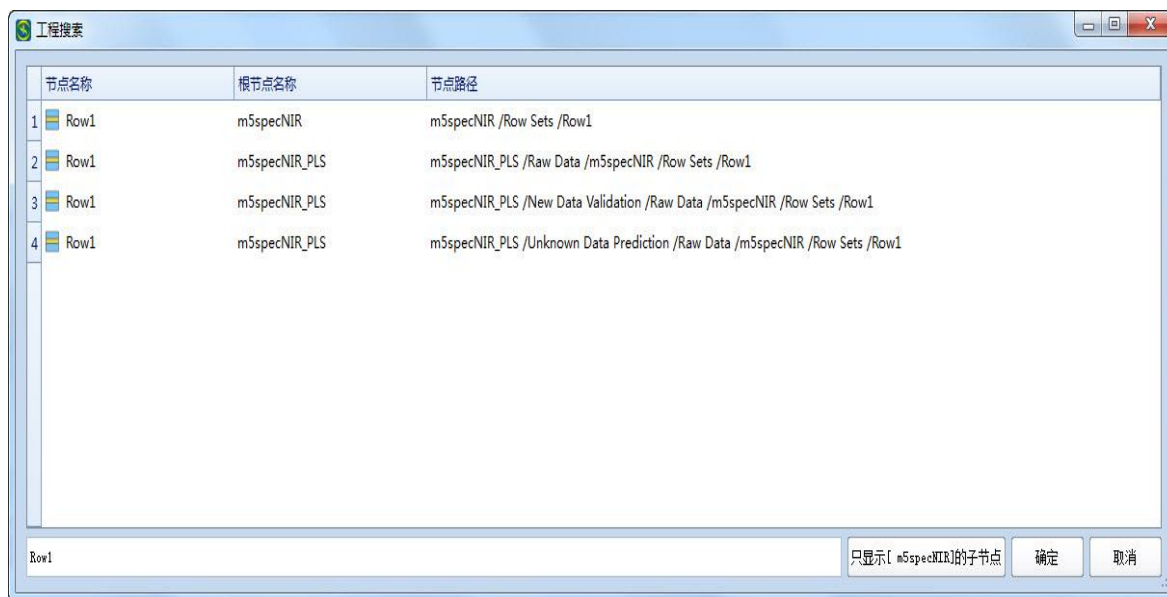 工程搜索
节点名称 根节点名称 节点路径
1 Row1 m5specNIR m5specNIR /Row Sets /Row1
2 Row1 m5specNIR_PLS m5specNIR_PLS /Raw Data /m5specNIR /Row Sets /Row1
3 Row1 m5specNIR_PLS m5specNIR_PLS /New Data Validation /Raw Data /m5specNIR /Row Sets /Row1
4 Row1 m5specNIR_PLS m5specNIR_PLS /Unknown Data Prediction /Raw Data /m5specNIR /Row Sets /Row1
Row1 只显示[ m5specNIR]的子节点 确定 取消